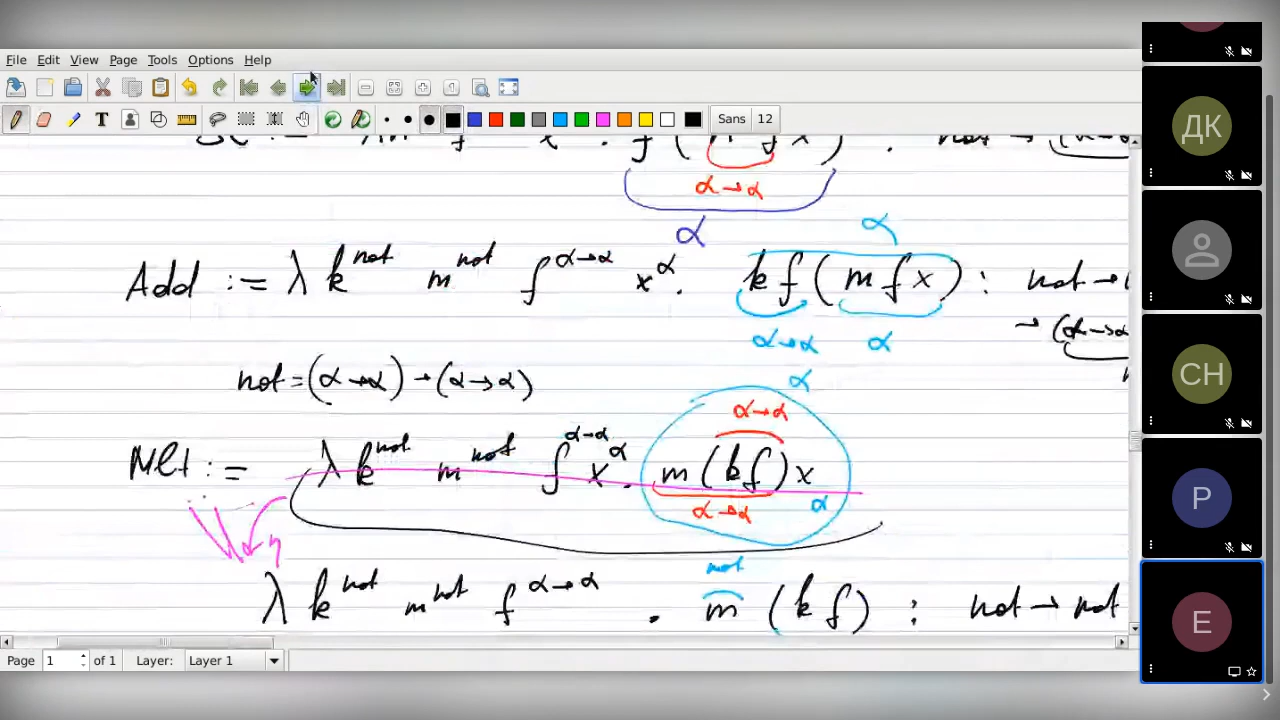 File Edit View Page Tools Options Help
Sans 12
α→α
α
α
Add := λ k^nat m^nat f^α→α x^α. k f ( m f x ) : nat →
α→α α
→ (α→α
nat = (α→α) → (α→α)
α
α→α
Mlt := λ k^nat m^nat f^α→α x^α. m ( k f ) x
α→α α
η
nat
λ k^nat m^nat f^α→α . m ( k f ) : nat → nat
Page 1 of 1 Layer: Layer 1
ДК
CH
P
E